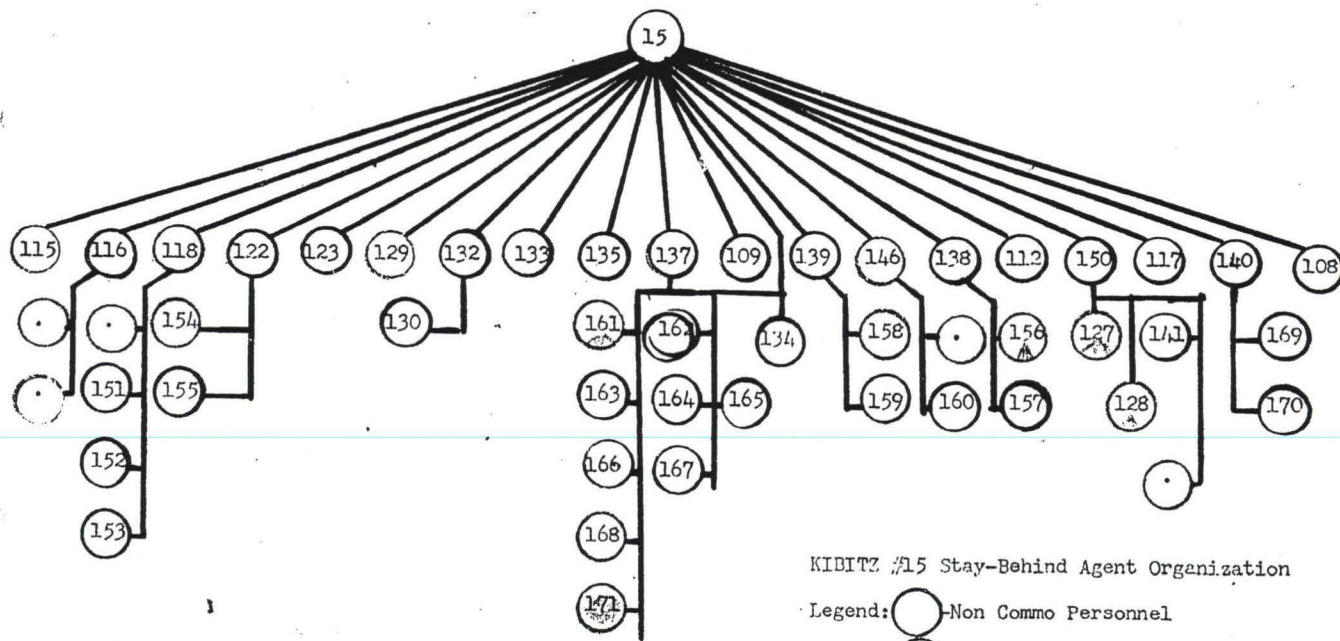 15
115 116 118 122 123 129 132 133 135 137 109 139 146 138 112 150 117 140 108
154 130 161 162 134 158 156 127 141 169
151 155 163 164 165 159 160 157 128 170
152 166 167
153 168
KIBITZ #15 Stay-Behind Agent Organization
Legend: -Non Commo Personnel
171